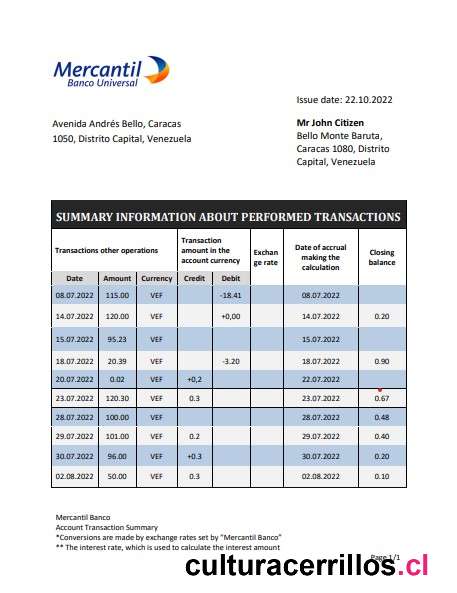 Mercantil
Banco Universal
Issue date: 22.10.2022
Avenida Andrés Bello, Caracas
1050, Distrito Capital, Venezuela
Mr John Citizen
Bello Monte Baruta,
Caracas 1080, Distrito
Capital, Venezuela
SUMMARY INFORMATION ABOUT PERFORMED TRANSACTIONS
Transactions other operations
Transaction
amount in the
account currency
Exchan
ge rate
Date of accrual
making the
calculation
Closing
balance
Date Amount Currency Credit Debit
08.07.2022 115.00 VEF -18.41 08.07.2022
14.07.2022 120.00 VEF +0,00 14.07.2022 0.20
15.07.2022 95.23 VEF 15.07.2022
18.07.2022 20.39 VEF -3.20 18.07.2022 0.90
20.07.2022 0.02 VEF +0,2 22.07.2022
23.07.2022 120.30 VEF 0.3 23.07.2022 0.67
28.07.2022 100.00 VEF 28.07.2022 0.48
29.07.2022 101.00 VEF 0.2 29.07.2022 0.40
30.07.2022 96.00 VEF +0.3 30.07.2022 0.20
02.08.2022 50.00 VEF 0.3 02.08.2022 0.10
Mercantil Banco
Account Transaction Summary
*Conversions are made by exchange rates set by "Mercantil Banco"
** The interest rate, which is used to calculate the interest amount
Page 1/1
culturacerrillos.cl